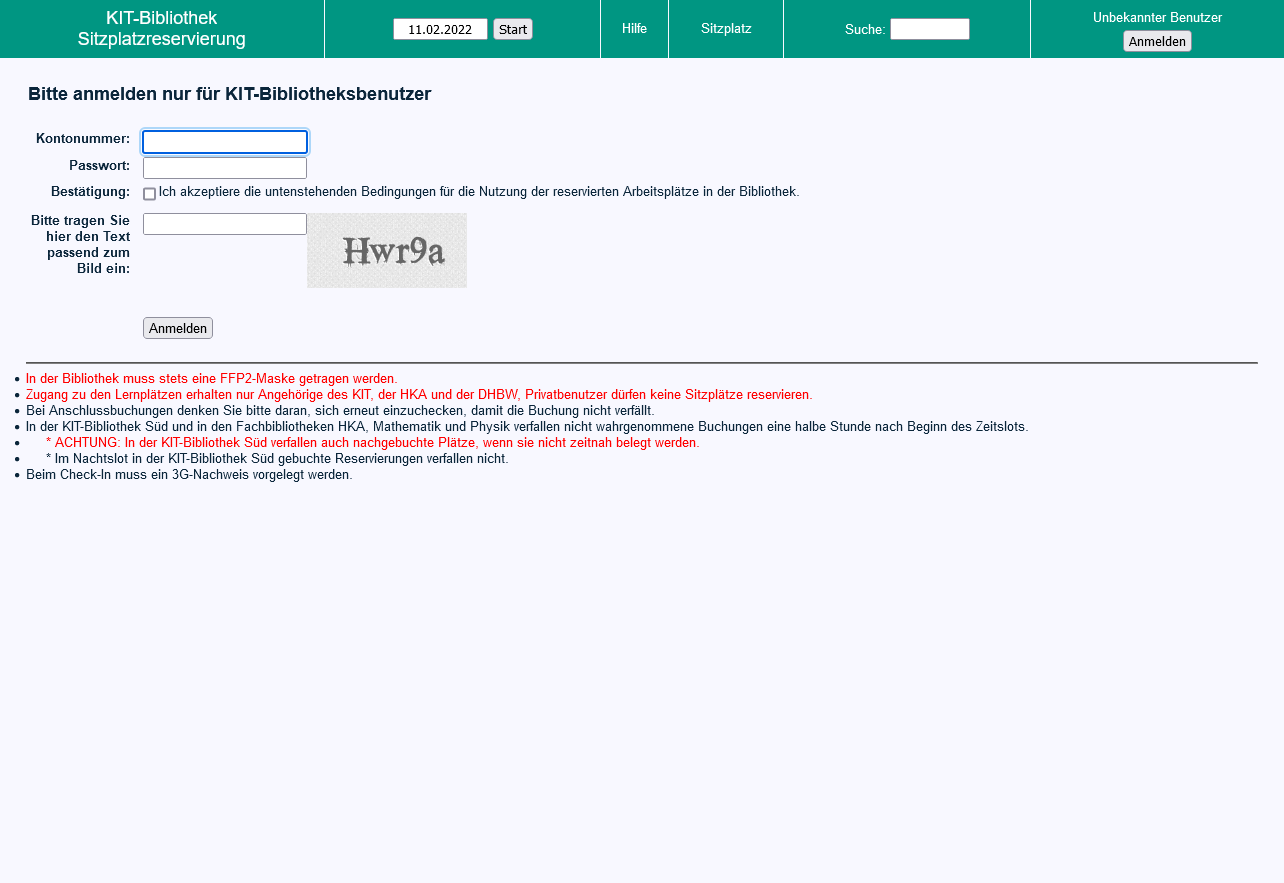 KIT-Bibliothek
Sitzplatzreservierung
11.02.2022 Start
Hilfe
Sitzplatz
Suche:
Unbekannter Benutzer
Anmelden
Bitte anmelden nur für KIT-Bibliotheksbenutzer
Kontonummer:
Passwort:
Bestätigung: Ich akzeptiere die untenstehenden Bedingungen für die Nutzung der reservierten Arbeitsplätze in der Bibliothek.
Bitte tragen Sie
hier den Text
passend zum
Bild ein:
Hwr9a
Anmelden
• In der Bibliothek muss stets eine FFP2-Maske getragen werden.
• Zugang zu den Lernplätzen erhalten nur Angehörige des KIT, der HKA und der DHBW, Privatbenutzer dürfen keine Sitzplätze reservieren.
• Bei Anschlussbuchungen denken Sie bitte daran, sich erneut einzuchecken, damit die Buchung nicht verfällt.
• In der KIT-Bibliothek Süd und in den Fachbibliotheken HKA, Mathematik und Physik verfallen nicht wahrgenommene Buchungen eine halbe Stunde nach Beginn des Zeitslots.
• * ACHTUNG: In der KIT-Bibliothek Süd verfallen auch nachgebuchte Plätze, wenn sie nicht zeitnah belegt werden.
• * Im Nachtslot in der KIT-Bibliothek Süd gebuchte Reservierungen verfallen nicht.
• Beim Check-In muss ein 3G-Nachweis vorgelegt werden.